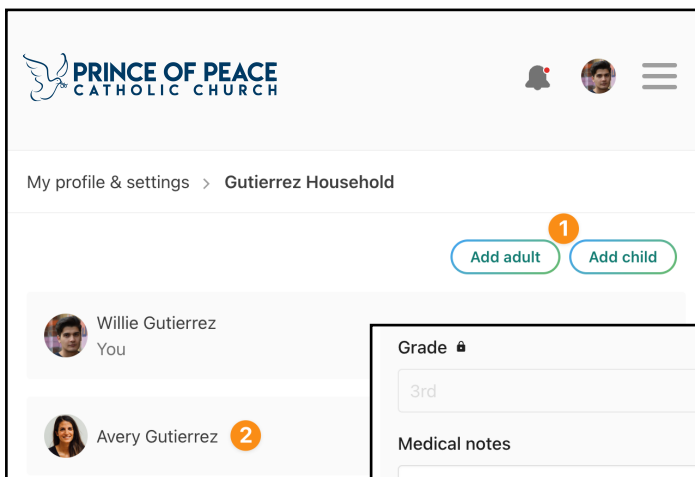 PRINCE OF PEACE
CATHOLIC CHURCH
My profile & settings > Gutierrez Household
1
Add adult Add child
Willie Gutierrez
You
Avery Gutierrez 2
Grade
3rd
Medical notes